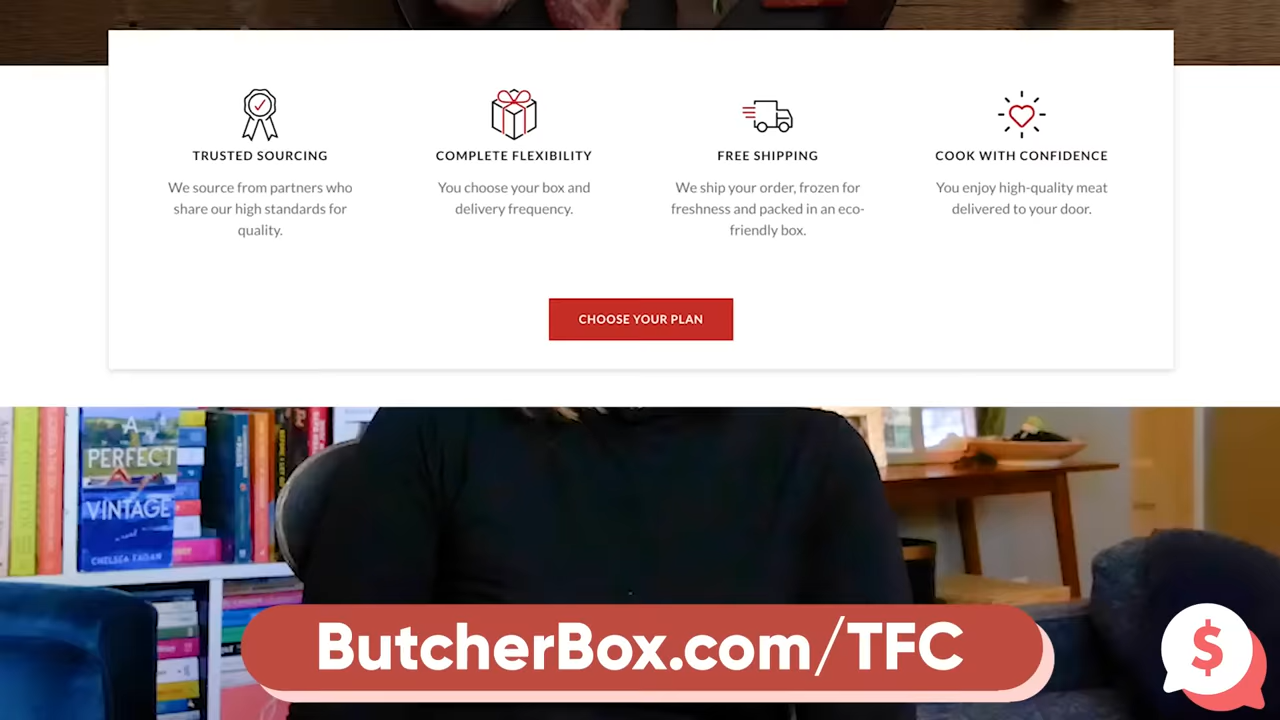 TRUSTED SOURCING
We source from partners who
share our high standards for
quality.
COMPLETE FLEXIBILITY
You choose your box and
delivery frequency.
FREE SHIPPING
We ship your order, frozen for
freshness and packed in an eco-
friendly box.
COOK WITH CONFIDENCE
You enjoy high-quality meat
delivered to your door.
CHOOSE YOUR PLAN
A
PERFECT
VINTAGE
a novel
CHELSEA FAGAN
ButcherBox.com/TFC
$